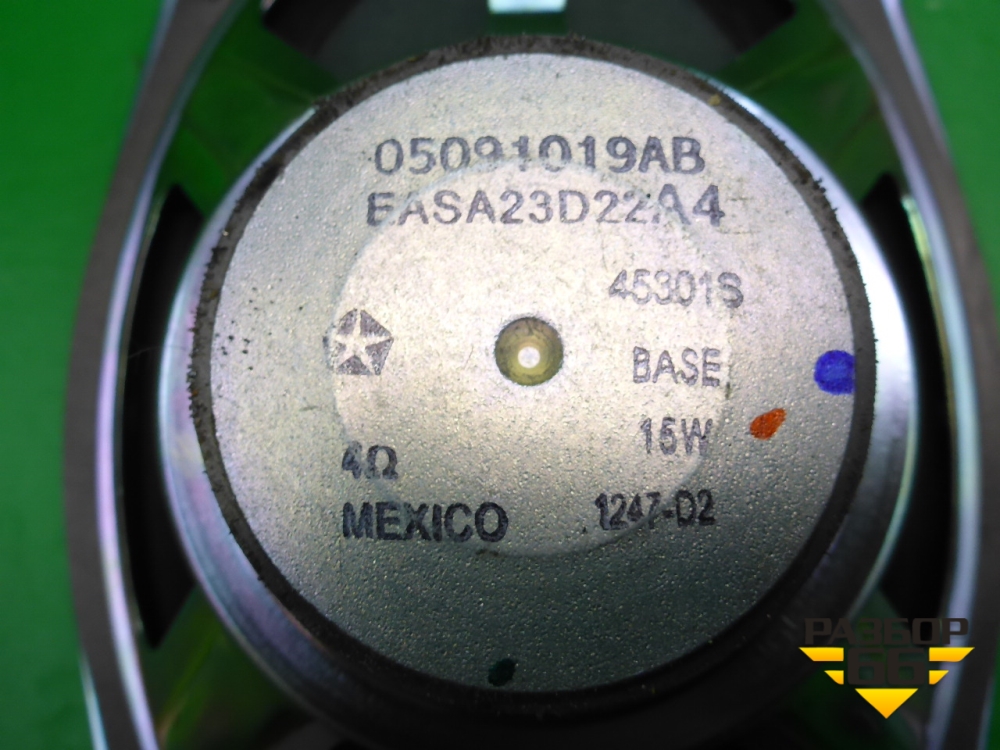 05091019AB
EASA23D22A4
45301S
BASE
15W
4Ω
MEXICO
1247-D2
РАЗБОР
66